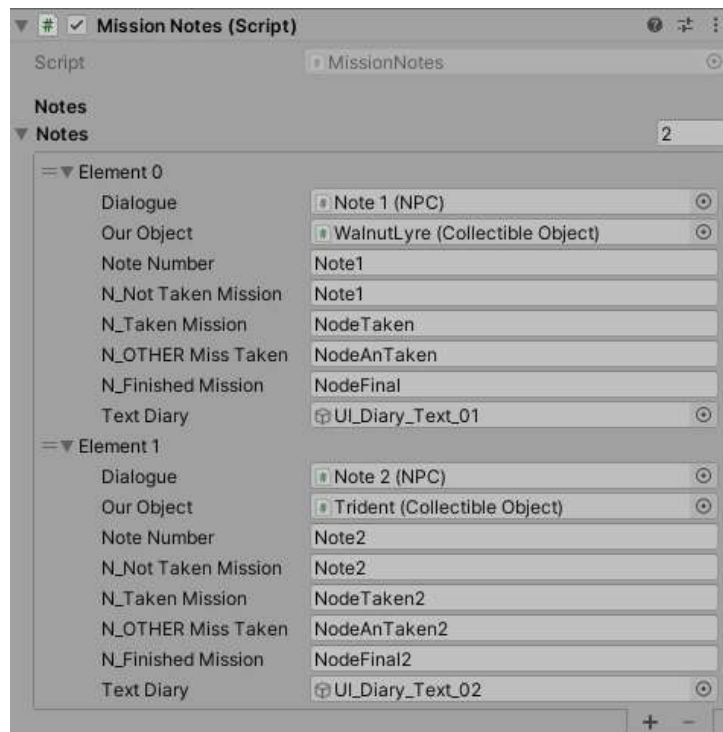 Mission Notes (Script)
Script MissionNotes
Notes
Notes 2
Element 0
Dialogue Note 1 (NPC)
Our Object WalnutLyre (Collectible Object)
Note Number Note1
N_Not Taken Mission Note1
N_Taken Mission NodeTaken
N_OTHER Miss Taken NodeAnTaken
N_Finished Mission NodeFinal
Text Diary UI_Diary_Text_01
Element 1
Dialogue Note 2 (NPC)
Our Object Trident (Collectible Object)
Note Number Note2
N_Not Taken Mission Note2
N_Taken Mission NodeTaken2
N_OTHER Miss Taken NodeAnTaken2
N_Finished Mission NodeFinal2
Text Diary UI_Diary_Text_02